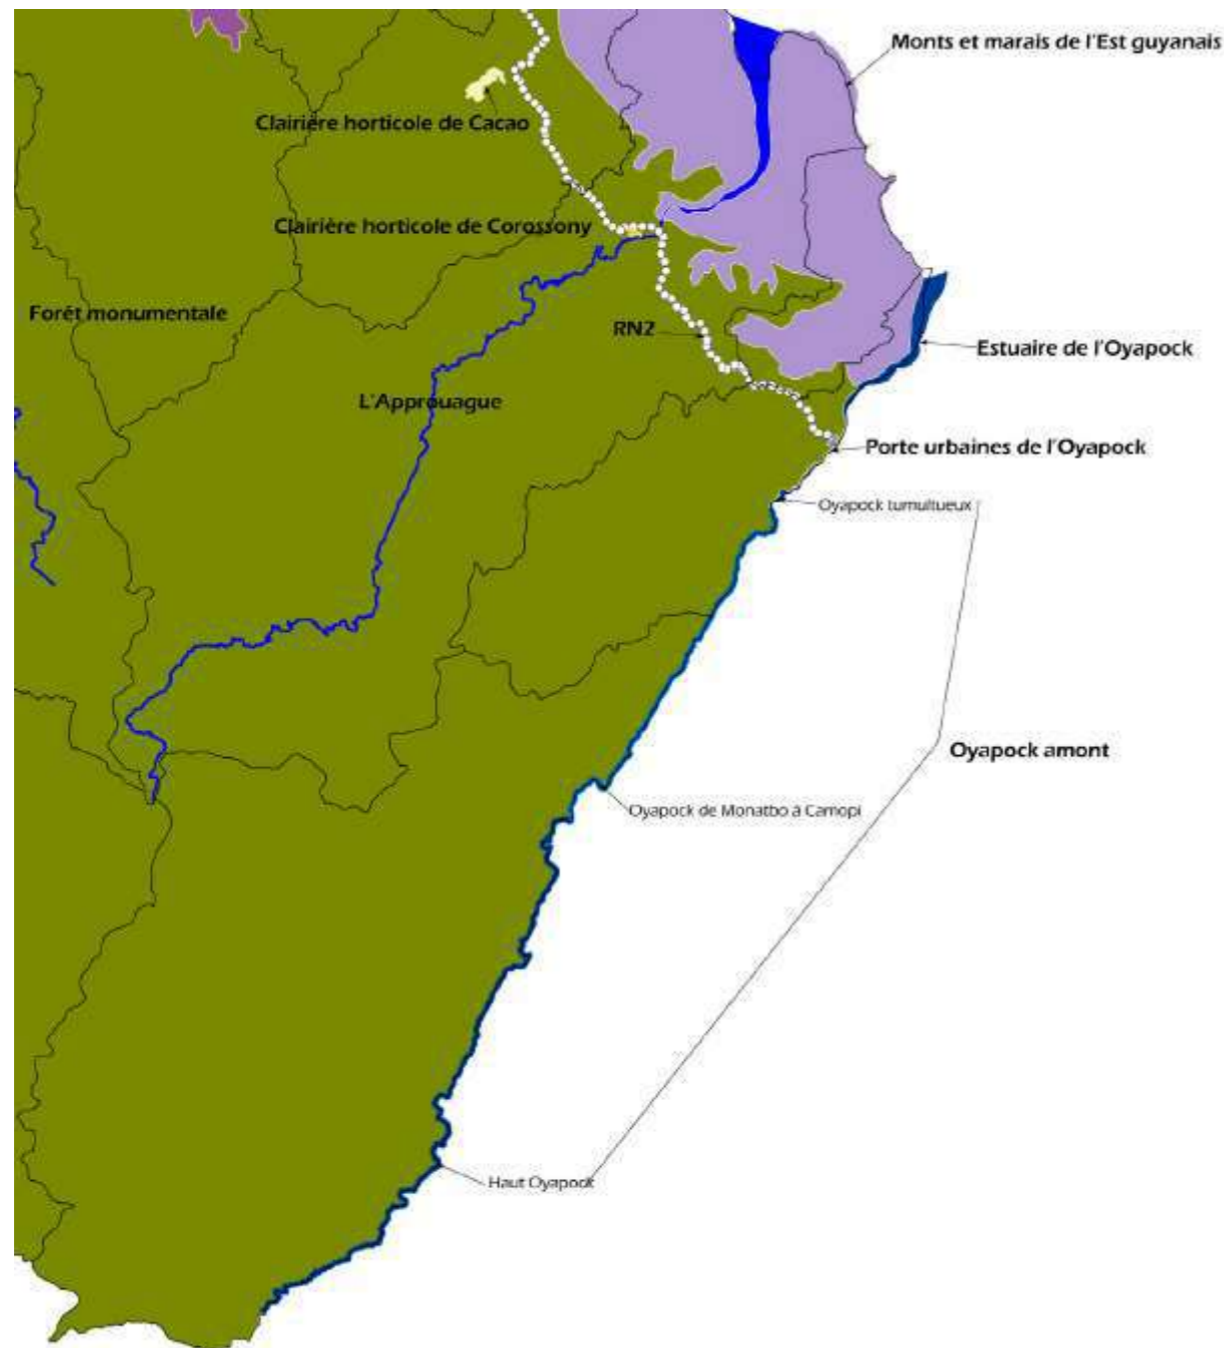 Monts et marais de l'Est guyanais
Clairière horticole de Cacao
Clairière horticole de Corossony
Forêt monumentale
RN2
Estuaire de l'Oyapock
L'Approuague
Porte urbaines de l'Oyapock
Oyapock tumultueux
Oyapock amont
Oyapock de Monatbo à Camopi
Haut Oyapock